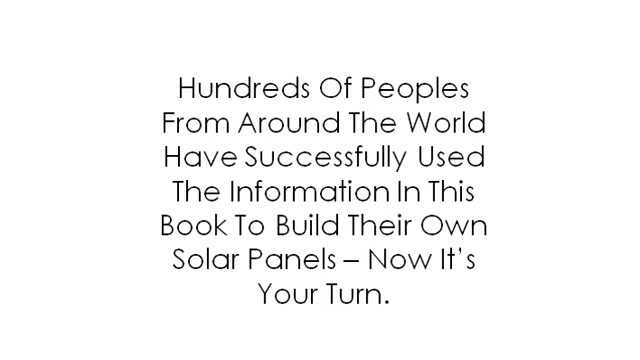 Hundreds Of Peoples
From Around The World
Have Successfully Used
The Information In This
Book To Build Their Own
Solar Panels – Now It’s
Your Turn.